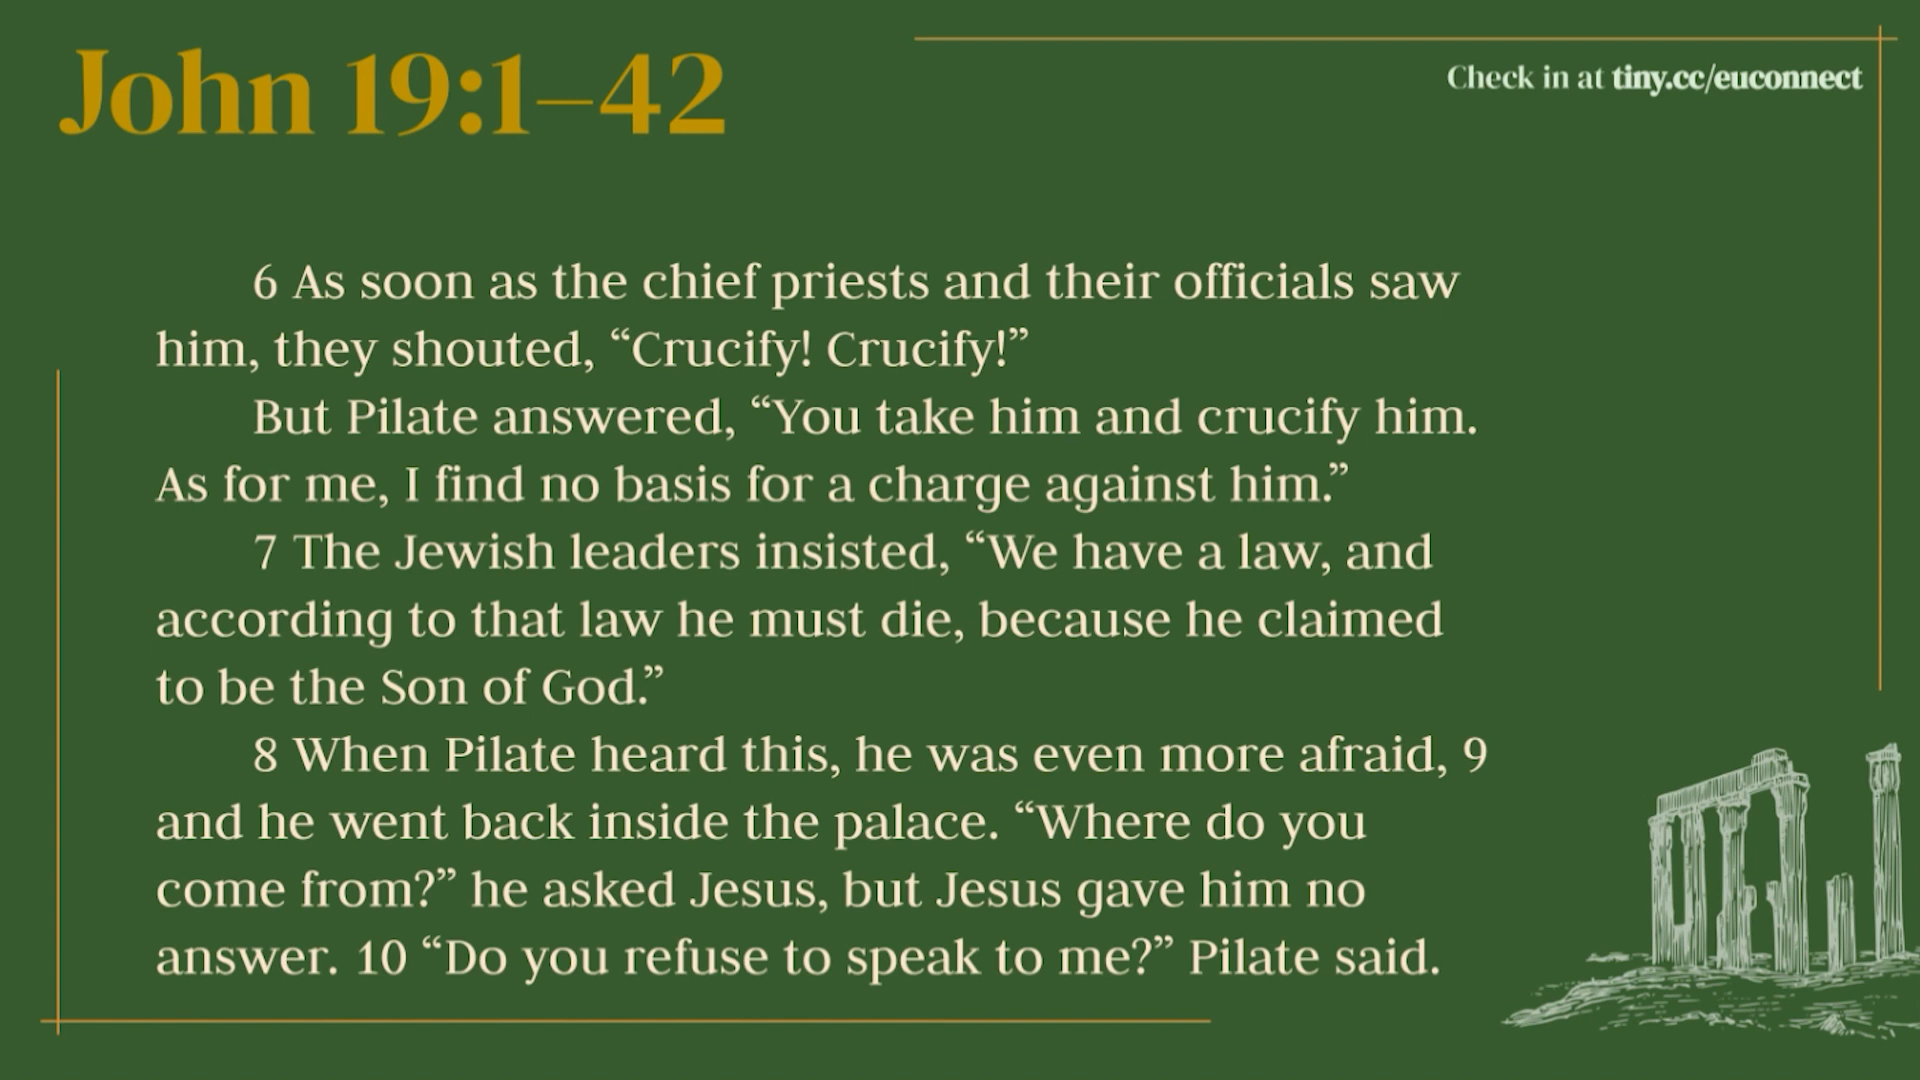 John 19:1–42
Check in at tiny.cc/euconnect
6 As soon as the chief priests and their officials saw
him, they shouted, “Crucify! Crucify!”
But Pilate answered, “You take him and crucify him.
As for me, I find no basis for a charge against him.”
7 The Jewish leaders insisted, “We have a law, and
according to that law he must die, because he claimed
to be the Son of God.”
8 When Pilate heard this, he was even more afraid, 9
and he went back inside the palace. “Where do you
come from?” he asked Jesus, but Jesus gave him no
answer. 10 “Do you refuse to speak to me?” Pilate said.